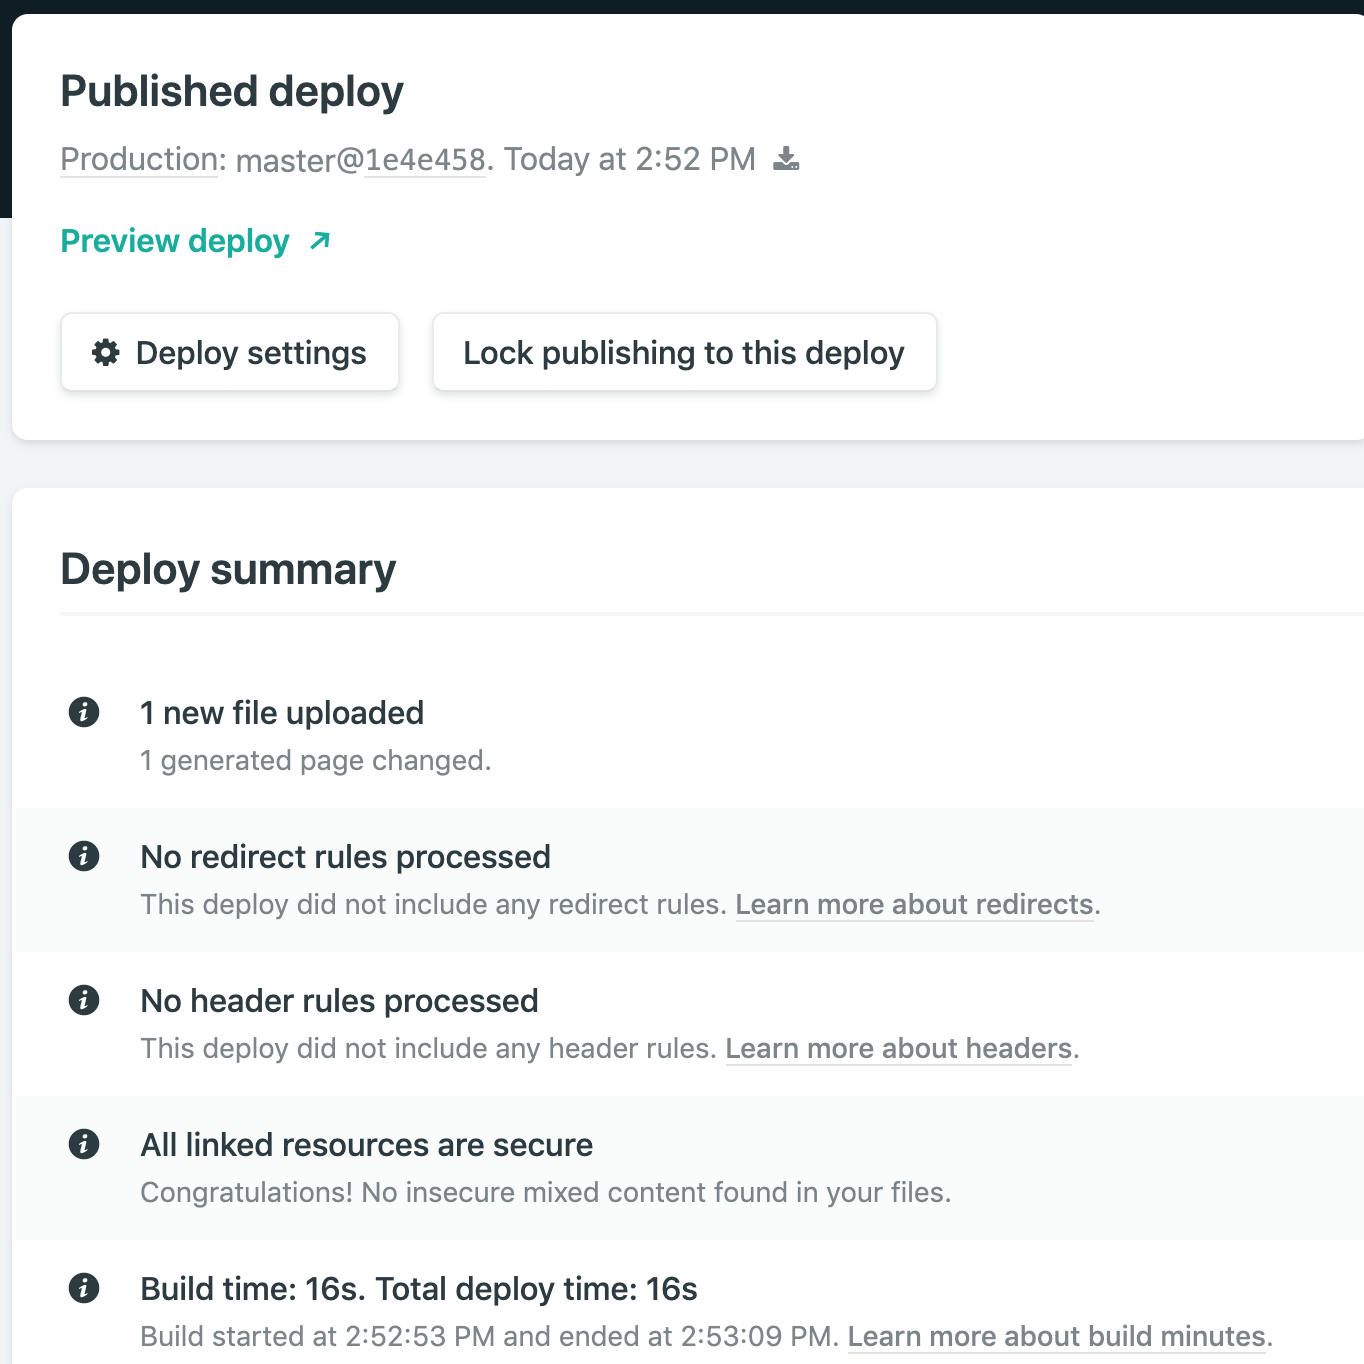 Published deploy
Production: master@1e4e458. Today at 2:52 PM
Preview deploy
Deploy settings
Lock publishing to this deploy
Deploy summary
1 new file uploaded
1 generated page changed.
No redirect rules processed
This deploy did not include any redirect rules. Learn more about redirects.
No header rules processed
This deploy did not include any header rules. Learn more about headers.
All linked resources are secure
Congratulations! No insecure mixed content found in your files.
Build time: 16s. Total deploy time: 16s
Build started at 2:52:53 PM and ended at 2:53:09 PM. Learn more about build minutes.